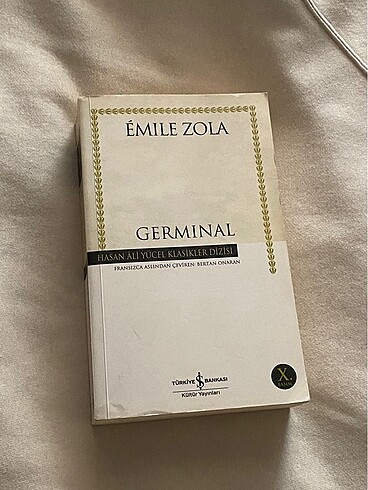 ÉMILE ZOLA
GERMINAL
HASAN ÂLİ YÜCEL KLASİKLER DİZİSİ
FRANSIZCA ASLINDAN ÇEVİREN: BERTAN ONARAN
X.
BASIM
TÜRKİYE İŞ BANKASI
Kültür Yayınları